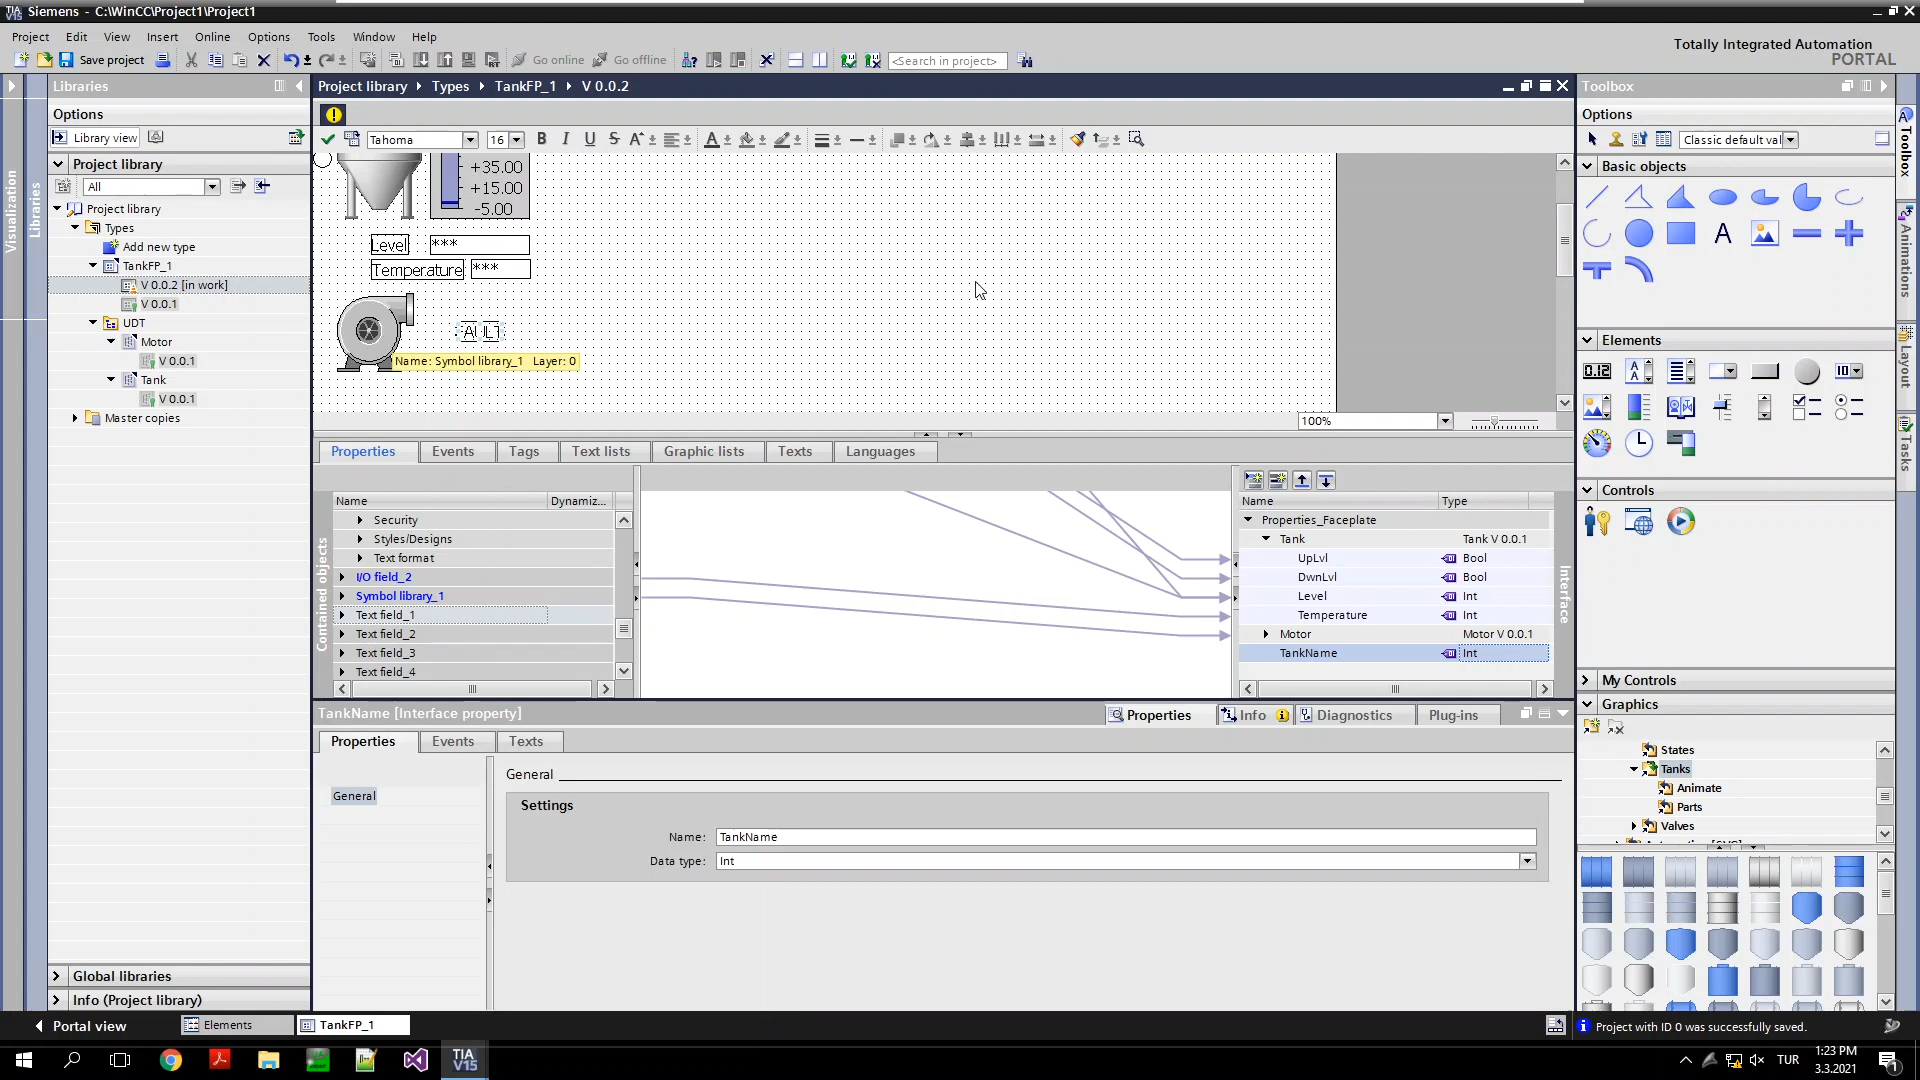 Siemens - C:\WinCC\Project1\Project1
Project Edit View Insert Online Options Tools Window Help
Totally Integrated Automation
PORTAL
Save project
Go online
Go offline
<Search in project>
Libraries
Project library
Types
TankFP_1
V 0.0.2
Toolbox
Options
Options
Library view
Tahoma
16
Classic default val
Project library
Basic objects
All
Project library
Types
Add new type
TankFP_1
V 0.0.2 [in work]
V 0.0.1
UDT
Motor
V 0.0.1
Tank
V 0.0.1
Master copies
Global libraries
Info (Project library)
Visualization
Libraries
+35.00
+15.00
-5.00
Level
***
Temperature
***
Name: Symbol library_1 Layer: 0
100%
Properties Events Tags Text lists Graphic lists Texts Languages
Name
Dynamiz...
Security
Styles/Designs
Text format
I/O field_2
Symbol library_1
Text field_1
Text field_2
Text field_3
Text field_4
Contained objects
Name Type
Properties_Faceplate
Tank Tank V 0.0.1
UpLvl Bool
DwnLvl Bool
Level Int
Temperature Int
Motor Motor V 0.0.1
TankName Int
Interface
TankName [Interface property]
Properties
Info
Diagnostics
Plug-ins
Properties Events Texts
General
General
Settings
Name: TankName
Data type: Int
Elements
Controls
My Controls
Graphics
States
Tanks
Animate
Parts
Valves
Toolbox
Animations
Layout
Tasks
Portal view
Elements
TankFP_1
Project with ID 0 was successfully saved.
TIA
V15
TUR
1:23 PM
3.3.2021
1